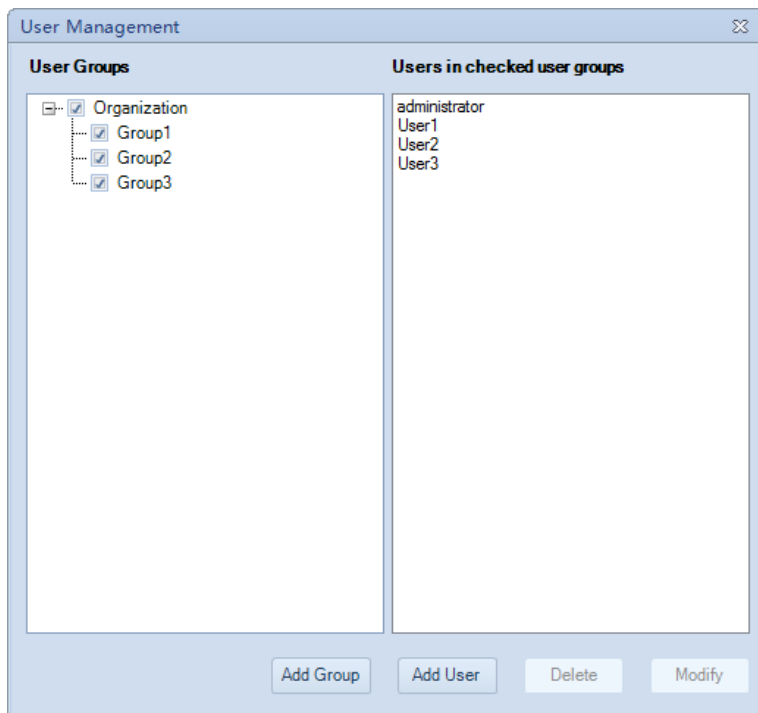 User Management
User Groups
Users in checked user groups
Organization
Group1
Group2
Group3
administrator
User1
User2
User3
Add Group
Add User
Delete
Modify